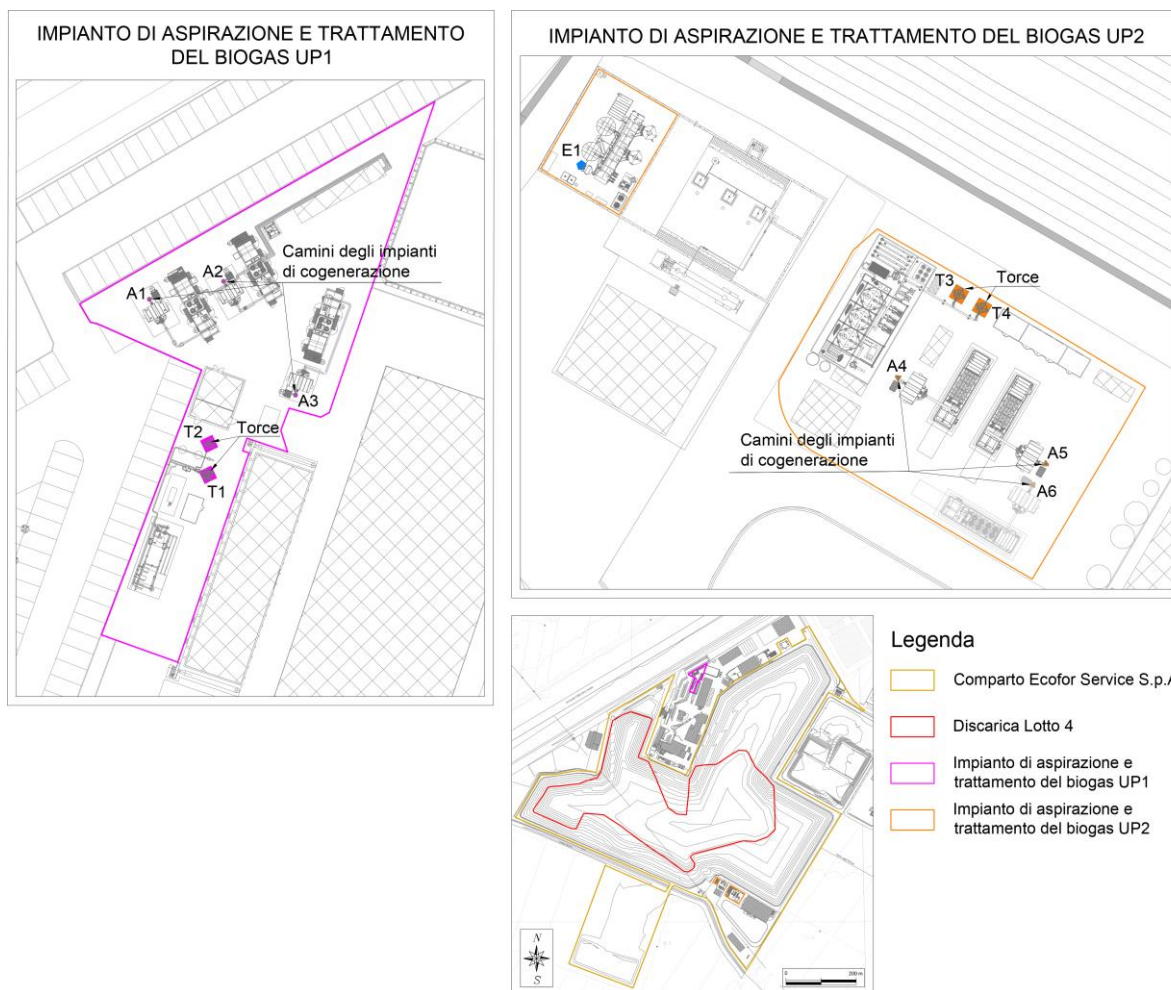 IMPIANTO DI ASPIRAZIONE E TRATTAMENTO
DEL BIOGAS UP1
A1
A2
Camini degli impianti
di cogenerazione
A3
T2
Torce
T1
IMPIANTO DI ASPIRAZIONE E TRATTAMENTO DEL BIOGAS UP2
E1
T3
Torce
T4
A4
Camini degli impianti
di cogenerazione
A5
A6
N
S
0
200 m
Legenda
Comparto Ecofor Service S.p.A
Discarica Lotto 4
Impianto di aspirazione e
trattamento del biogas UP1
Impianto di aspirazione e
trattamento del biogas UP2